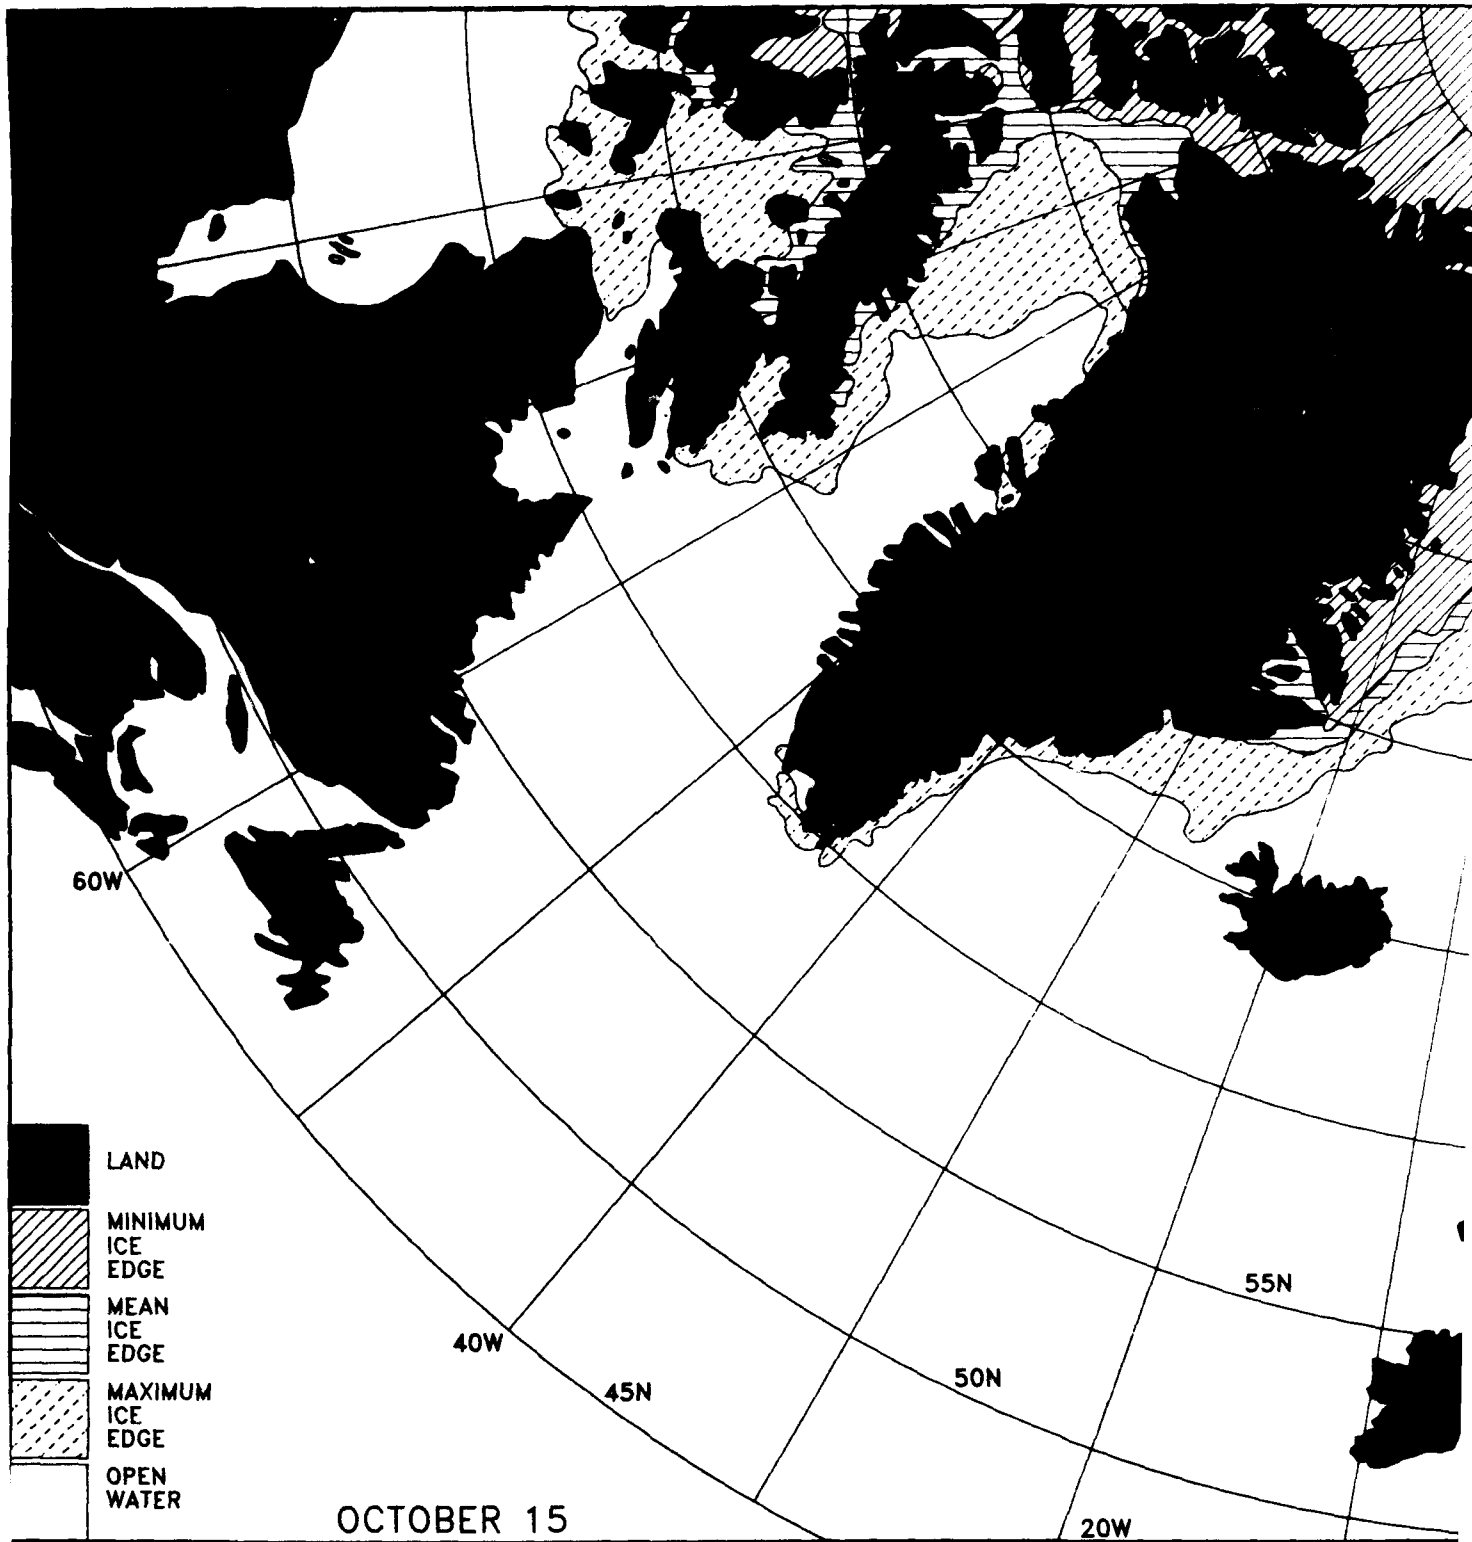 60W
LAND
MINIMUM
ICE
EDGE
MEAN
ICE
EDGE
MAXIMUM
ICE
EDGE
OPEN
WATER
55N
40W
50N
45N
OCTOBER 15
20W